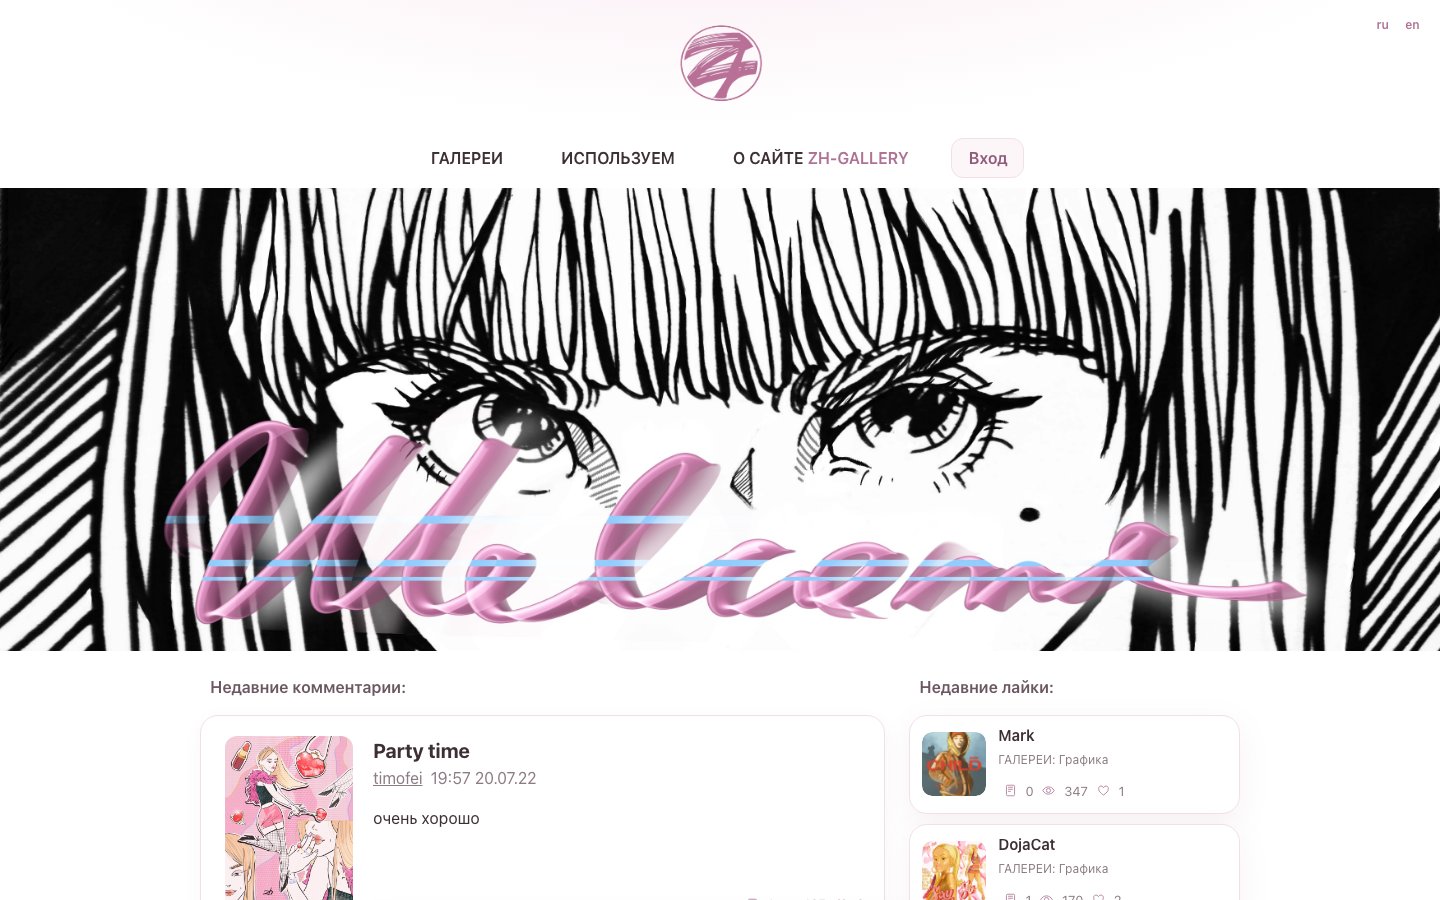 ru en
ГАЛЕРЕИ ИСПОЛЬЗУЕМ О САЙТЕ ZH-GALLERY Вход
Welcome
Недавние комментарии:
Party time
timofei 19:57 20.07.22
очень хорошо
Недавние лайки:
Mark
ГАЛЕРЕИ: Графика
0 347 1
DojaCat
ГАЛЕРЕИ: Графика